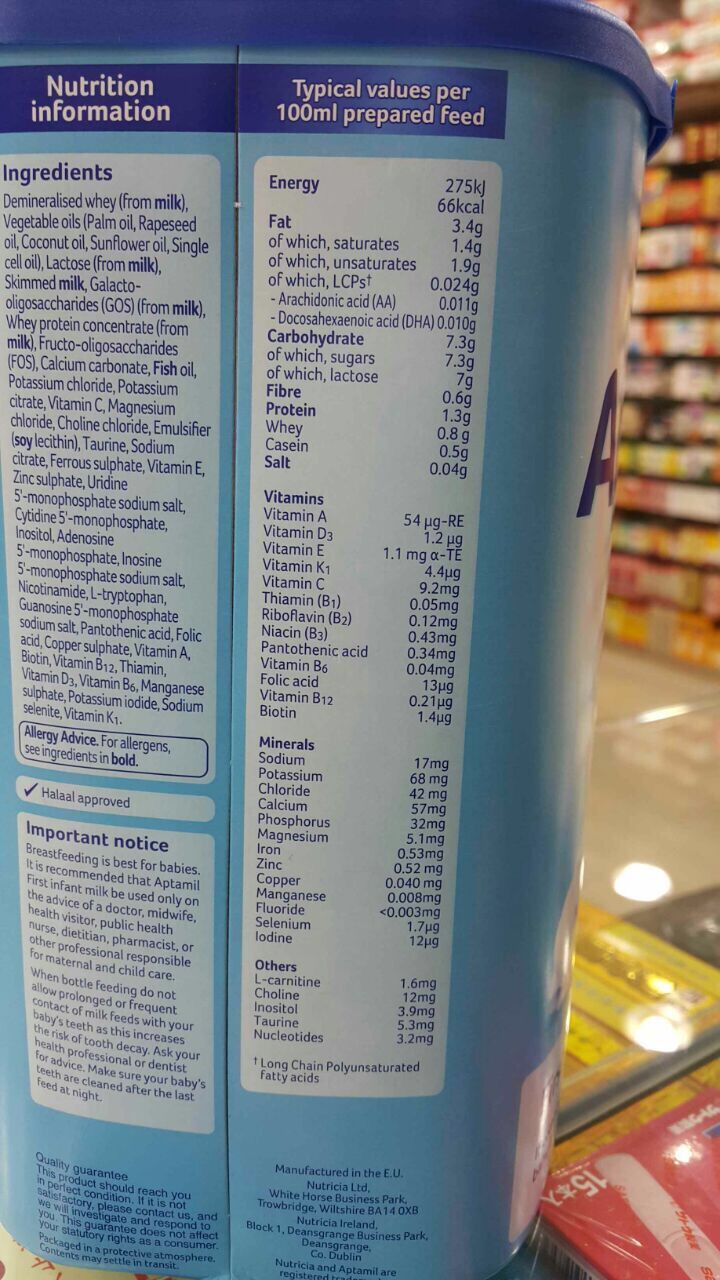 Nutrition
information
Ingredients
Demineralised whey (from milk),
Vegetable oils (Palm oil, Rapeseed
oil, Coconut oil, Sunflower oil, Single
cell oil), Lactose (from milk),
Skimmed milk, Galacto-
oligosaccharides (GOS) (from milk),
Whey protein concentrate (from
milk), Fructo-oligosaccharides
(FOS), Calcium carbonate, Fish oil,
Potassium chloride, Potassium
citrate, Vitamin C, Magnesium
chloride, Choline chloride, Emulsifier
(soy lecithin), Taurine, Sodium
citrate, Ferrous sulphate, Vitamin E,
Zinc sulphate, Uridine
5'-monophosphate sodium salt,
Cytidine 5'-monophosphate,
Inositol, Adenosine
5'-monophosphate, Inosine
5'-monophosphate sodium salt,
Nicotinamide, L-tryptophan,
Guanosine 5'-monophosphate
sodium salt, Pantothenic acid, Folic
acid, Copper sulphate, Vitamin A,
Biotin, Vitamin B12, Thiamin,
Vitamin D3, Vitamin B6, Manganese
sulphate, Potassium iodide, Sodium
selenite, Vitamin K1.
Allergy Advice. For allergens,
see ingredients in bold.
✓ Halaal approved
Important notice
Breastfeeding is best for babies.
It is recommended that Aptamil
First infant milk be used only on
the advice of a doctor, midwife,
health visitor, public health
nurse, dietitian, pharmacist, or
other professional responsible
for maternal and child care.
When bottle feeding do not
allow prolonged or frequent
contact of milk feeds with your
baby's teeth as this increases
the risk of tooth decay. Ask your
health professional or dentist
for advice. Make sure your baby's
teeth are cleaned after the last
feed at night.
Quality guarantee
This product should reach you
in perfect condition. If it is not
satisfactory, please contact us, and
we will investigate and respond to
you. This guarantee does not affect
your statutory rights as a consumer.
Packaged in a protective atmosphere.
Contents may settle in transit.
Typical values per
100ml prepared feed
Energy 275kJ
66kcal
Fat 3.4g
of which, saturates 1.4g
of which, unsaturates 1.9g
of which, LCPs† 0.024g
- Arachidonic acid (AA) 0.011g
- Docosahexaenoic acid (DHA) 0.010g
Carbohydrate 7.3g
of which, sugars 7.3g
of which, lactose 7g
Fibre 0.6g
Protein 1.3g
Whey 0.8 g
Casein 0.5g
Salt 0.04g
Vitamins
Vitamin A 54 µg-RE
Vitamin D3 1.2 µg
Vitamin E 1.1 mg α-TE
Vitamin K1 4.4µg
Vitamin C 9.2mg
Thiamin (B1) 0.05mg
Riboflavin (B2) 0.12mg
Niacin (B3) 0.43mg
Pantothenic acid 0.34mg
Vitamin B6 0.04mg
Folic acid 13µg
Vitamin B12 0.21µg
Biotin 1.4µg
Minerals
Sodium 17mg
Potassium 68 mg
Chloride 42 mg
Calcium 57mg
Phosphorus 32mg
Magnesium 5.1mg
Iron 0.53mg
Zinc 0.52 mg
Copper 0.040 mg
Manganese 0.008mg
Fluoride <0.003mg
Selenium 1.7µg
Iodine 12µg
Others
L-carnitine 1.6mg
Choline 12mg
Inositol 3.9mg
Taurine 5.3mg
Nucleotides 3.2mg
† Long Chain Polyunsaturated
fatty acids
Manufactured in the E.U.
Nutricia Ltd,
White Horse Business Park,
Trowbridge, Wiltshire BA14 0XB
Nutricia Ireland,
Block 1, Deansgrange Business Park,
Deansgrange,
Co. Dublin
Nutricia and Aptamil are
registered
A
15本入